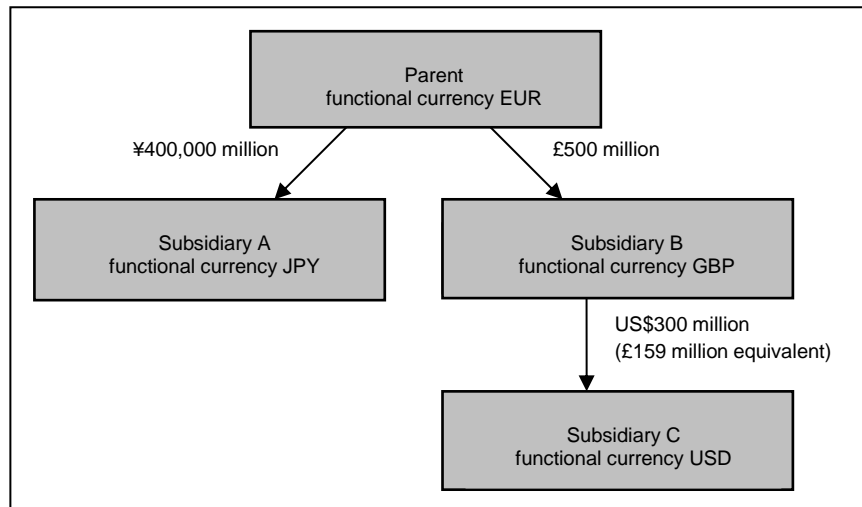 Parent
functional currency EUR
¥400,000 million
£500 million
Subsidiary A
functional currency JPY
Subsidiary B
functional currency GBP
US$300 million
(£159 million equivalent)
Subsidiary C
functional currency USD